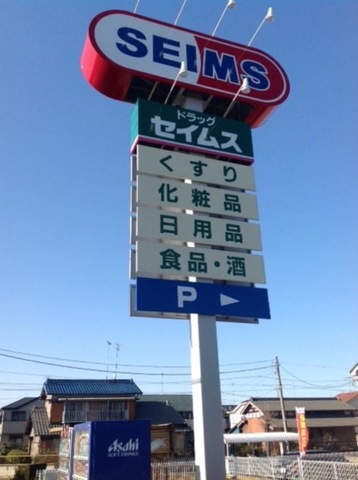 SEIMS
ドラッグ
セイムス
くすり
化粧品
日用品
食品・酒
P
Asahi
SOFT DRINKS